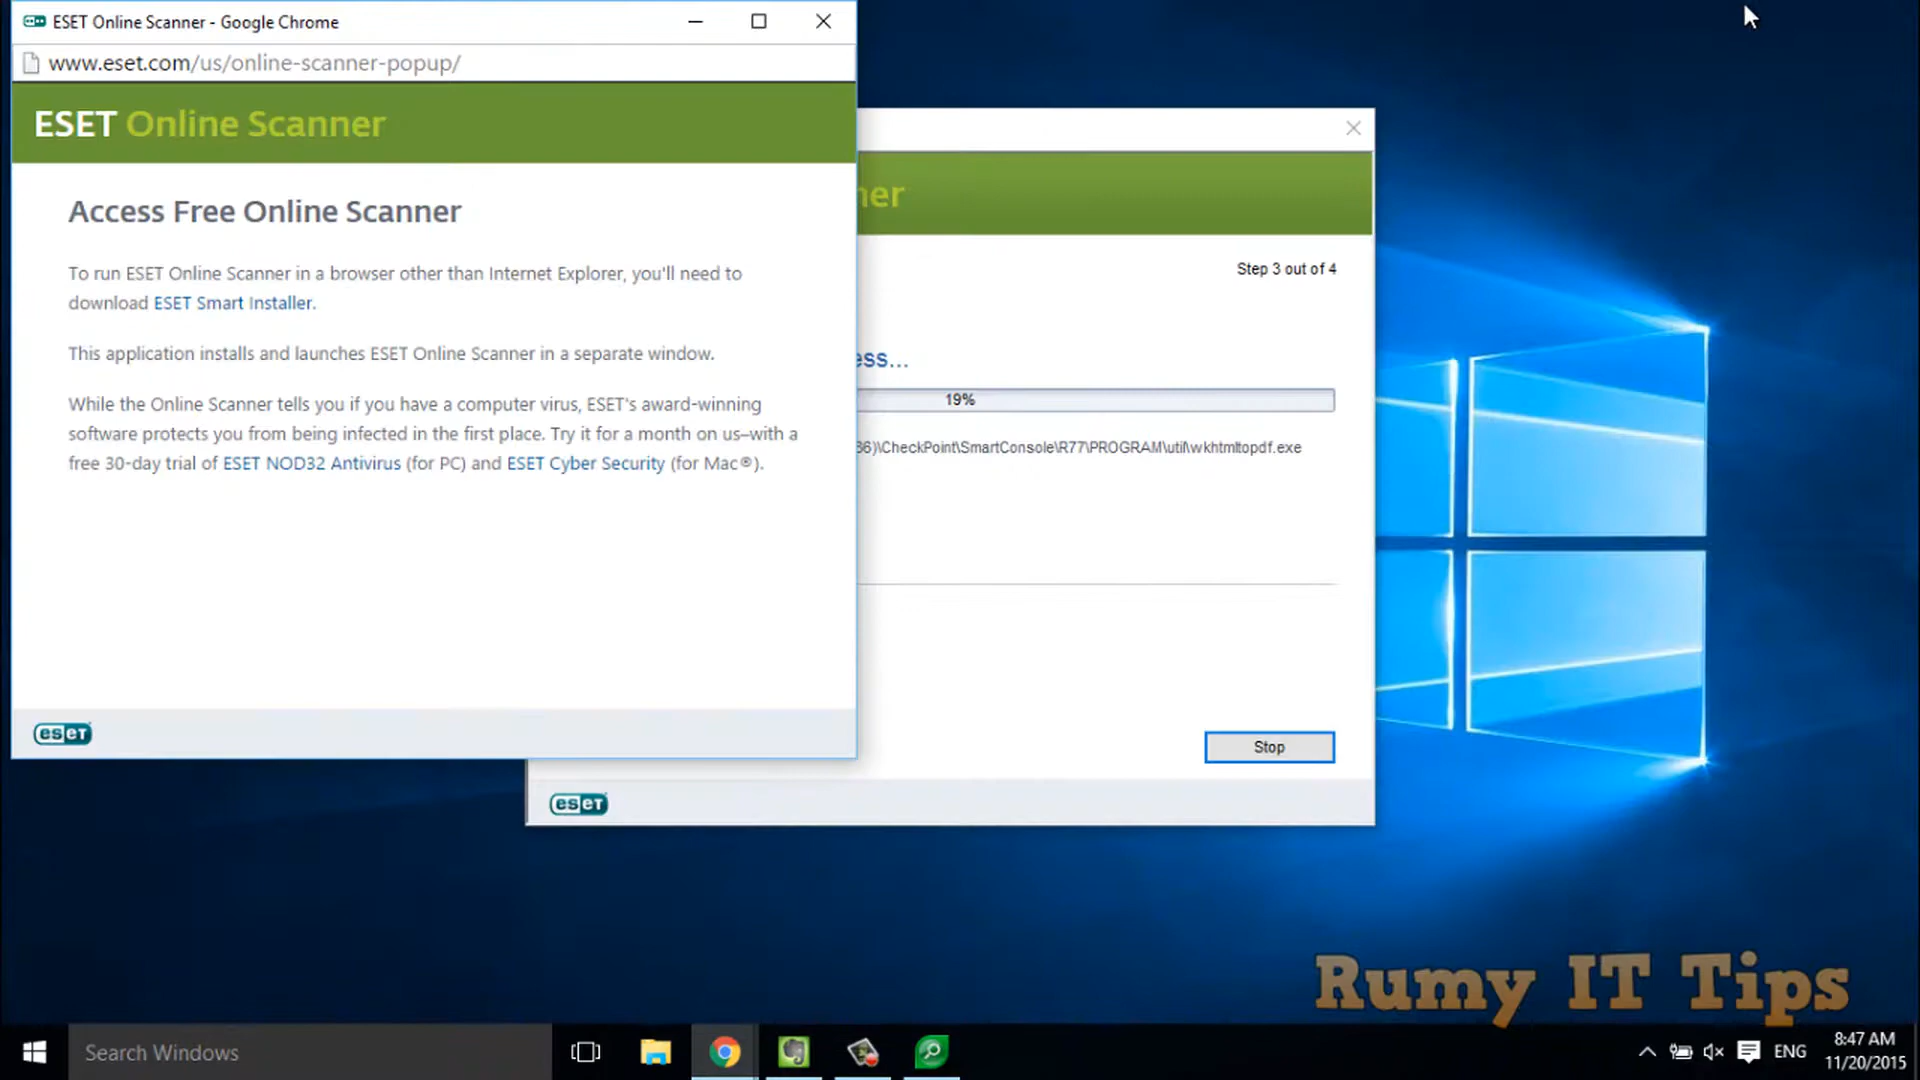 ESET Online Scanner - Google Chrome
www.eset.com/us/online-scanner-popup/
ESET Online Scanner
Access Free Online Scanner
To run ESET Online Scanner in a browser other than Internet Explorer, you'll need to
download ESET Smart Installer.
This application installs and launches ESET Online Scanner in a separate window.
While the Online Scanner tells you if you have a computer virus, ESET's award-winning
software protects you from being infected in the first place. Try it for a month on us–with a
free 30-day trial of ESET NOD32 Antivirus (for PC) and ESET Cyber Security (for Mac®).
eset
ner
Step 3 out of 4
ess...
19%
86)\CheckPoint\SmartConsole\R77\PROGRAM\util\wkhtmltopdf.exe
Stop
eset
Rumy IT Tips
Search Windows
ENG
8:47 AM
11/20/2015